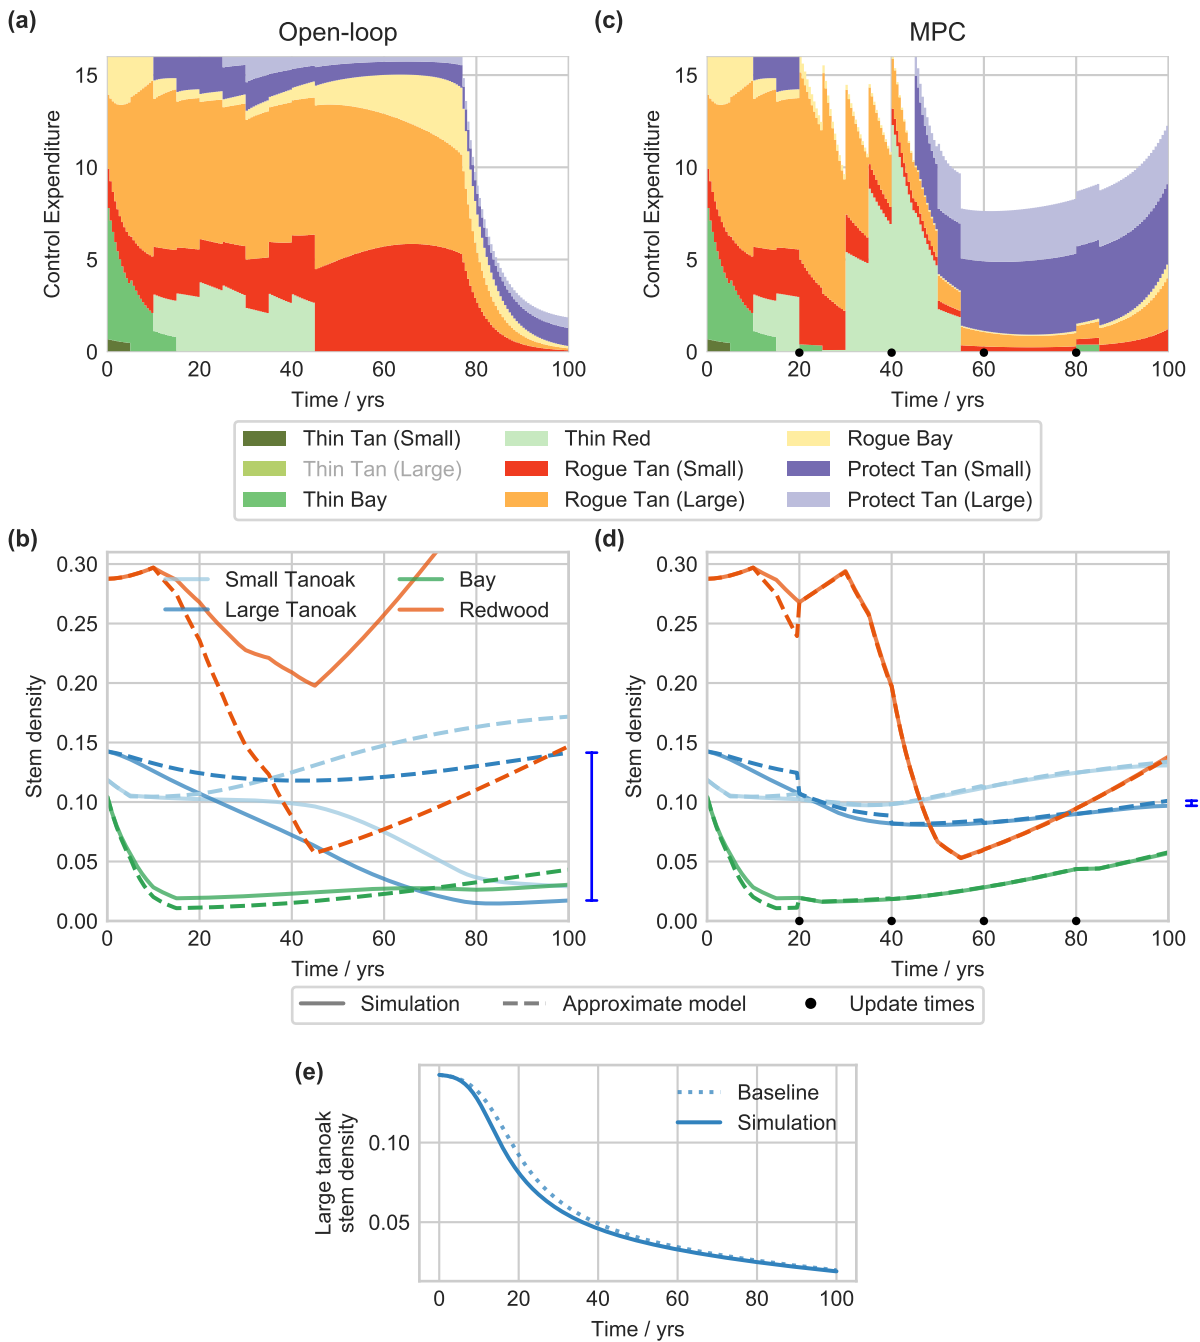 (a)
Open-loop
15
10
5
0
Control Expenditure
0 20 40 60 80 100
Time / yrs
(c)
MPC
15
10
5
0
Control Expenditure
0 20 40 60 80 100
Time / yrs
Thin Tan (Small)
Thin Tan (Large)
Thin Bay
Thin Red
Rogue Tan (Small)
Rogue Tan (Large)
Rogue Bay
Protect Tan (Small)
Protect Tan (Large)
(b)
Small Tanoak
Large Tanoak
Bay
Redwood
0.30
0.25
0.20
0.15
0.10
0.05
0.00
Stem density
0 20 40 60 80 100
Time / yrs
(d)
0.30
0.25
0.20
0.15
0.10
0.05
0.00
Stem density
0 20 40 60 80 100
Time / yrs
Simulation
Approximate model
Update times
(e)
Baseline
Simulation
0.10
0.05
Large tanoak
stem density
0 20 40 60 80 100
Time / yrs